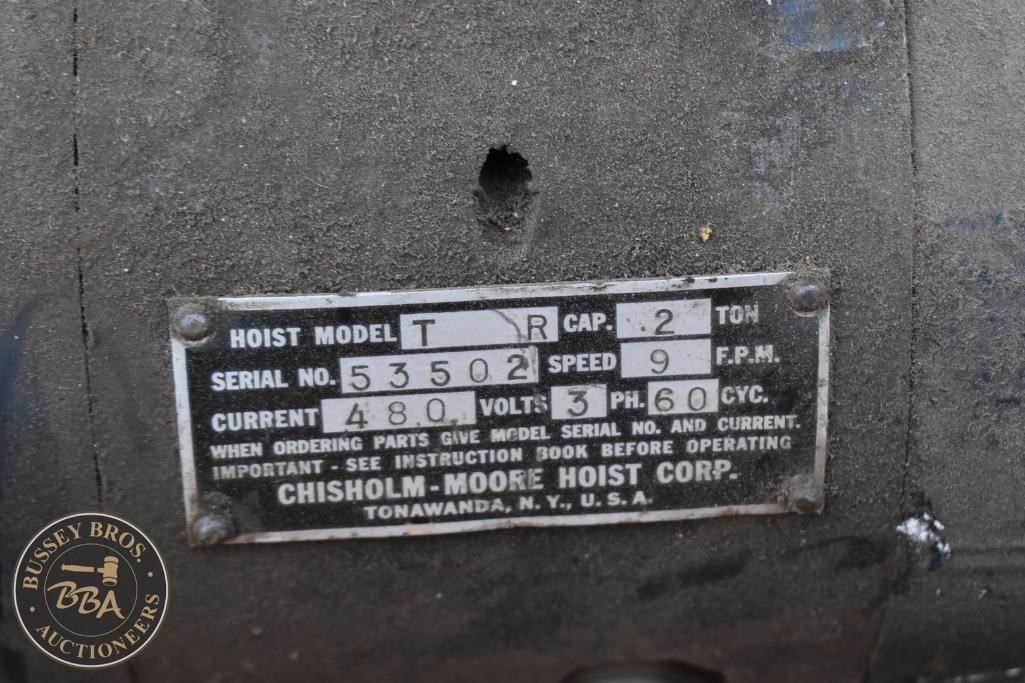 HOIST MODEL T R CAP. 2 TON
SERIAL NO. 53502 SPEED 9 F.P.M.
CURRENT 480 VOLTS 3 PH. 60 CYC.
WHEN ORDERING PARTS GIVE MODEL SERIAL NO. AND CURRENT.
IMPORTANT - SEE INSTRUCTION BOOK BEFORE OPERATING
CHISHOLM-MOORE HOIST CORP.
TONAWANDA, N. Y., U. S. A.
BUSSEY BROS.
BBA
AUCTIONEERS